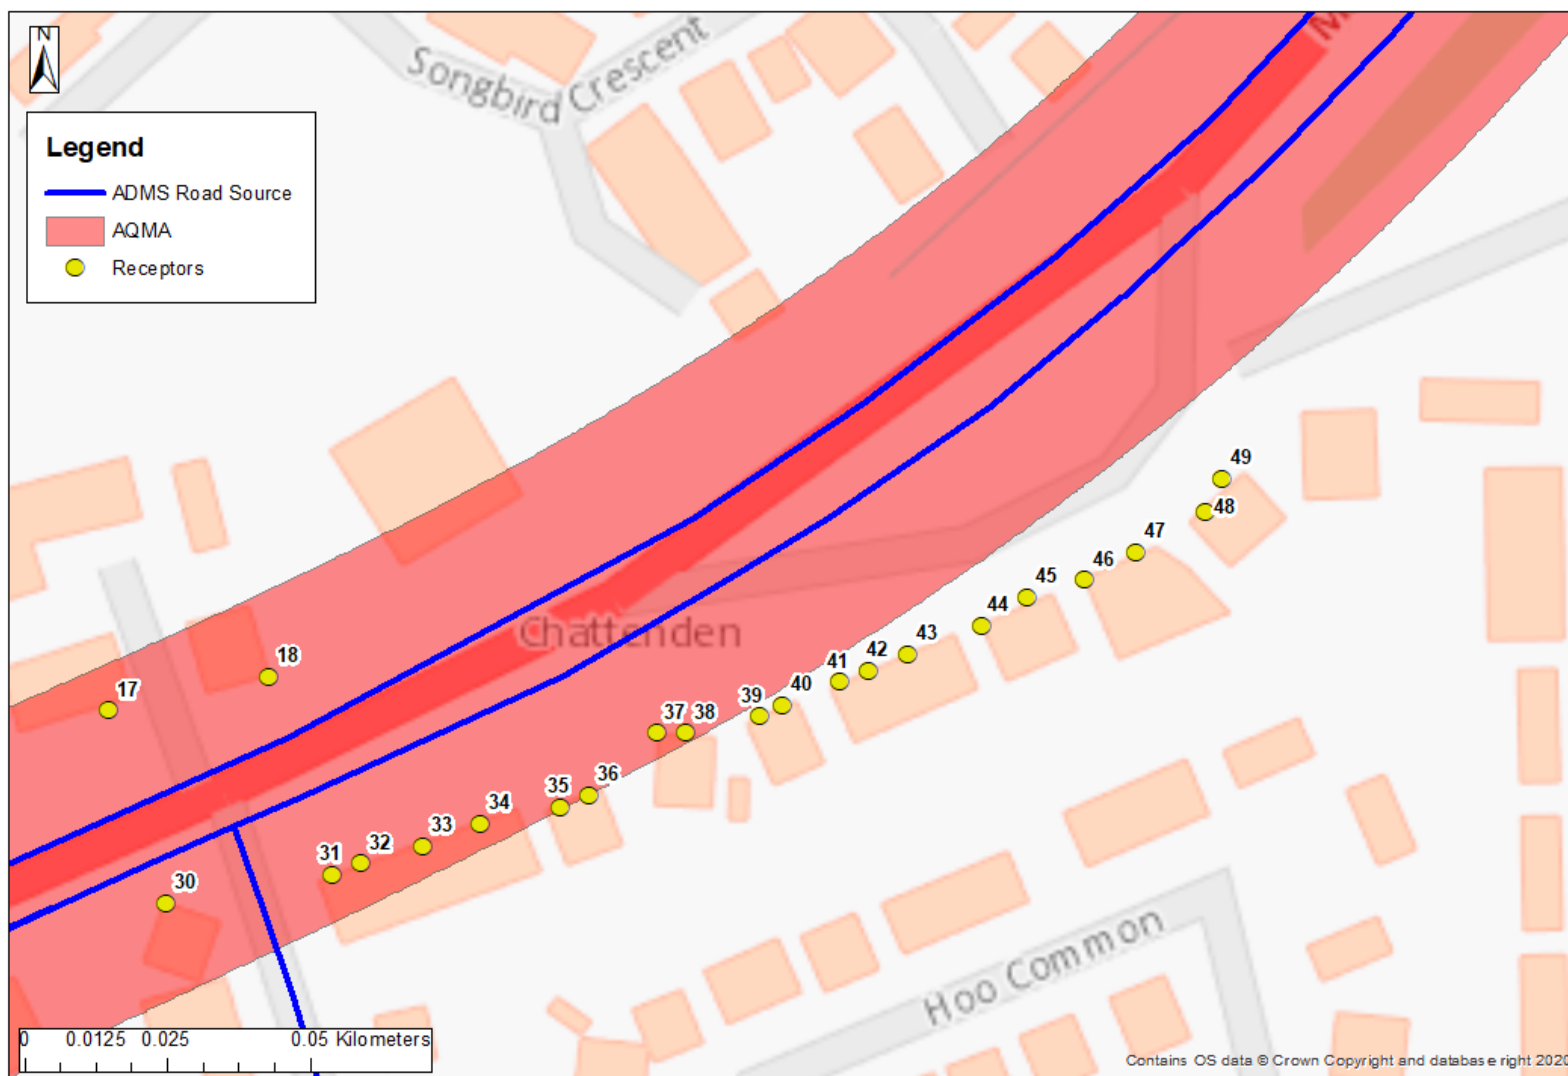 N
Songbird Crescent
M
Legend
ADMS Road Source
AQMA
Receptors
49
48
47
46
45
44
43
42
41
40
39
38
37
36
35
34
33
32
31
30
18
17
Chattenden
Hoo Common
0 0.0125 0.025 0.05 Kilometers
Contains OS data © Crown Copyright and database right 2020